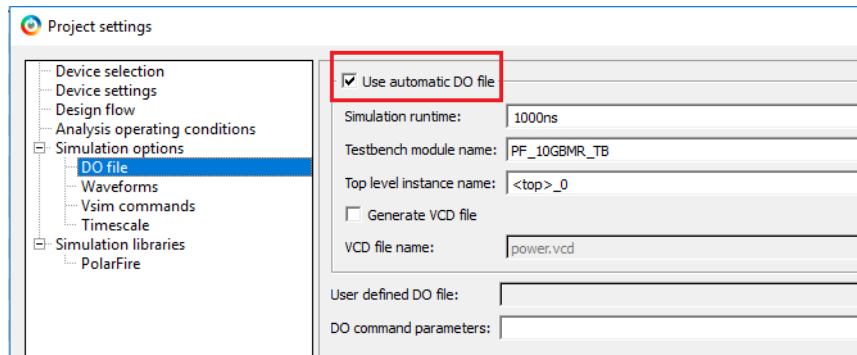 Project settings
Device selection
Device settings
Design flow
Analysis operating conditions
Simulation options
DO file
Waveforms
Vsim commands
Timescale
Simulation libraries
PolarFire
Use automatic DO file
Simulation runtime: 1000ns
Testbench module name: PF_10GBMR_TB
Top level instance name: <top>_0
Generate VCD file
VCD file name: power.vcd
User defined DO file:
DO command parameters: